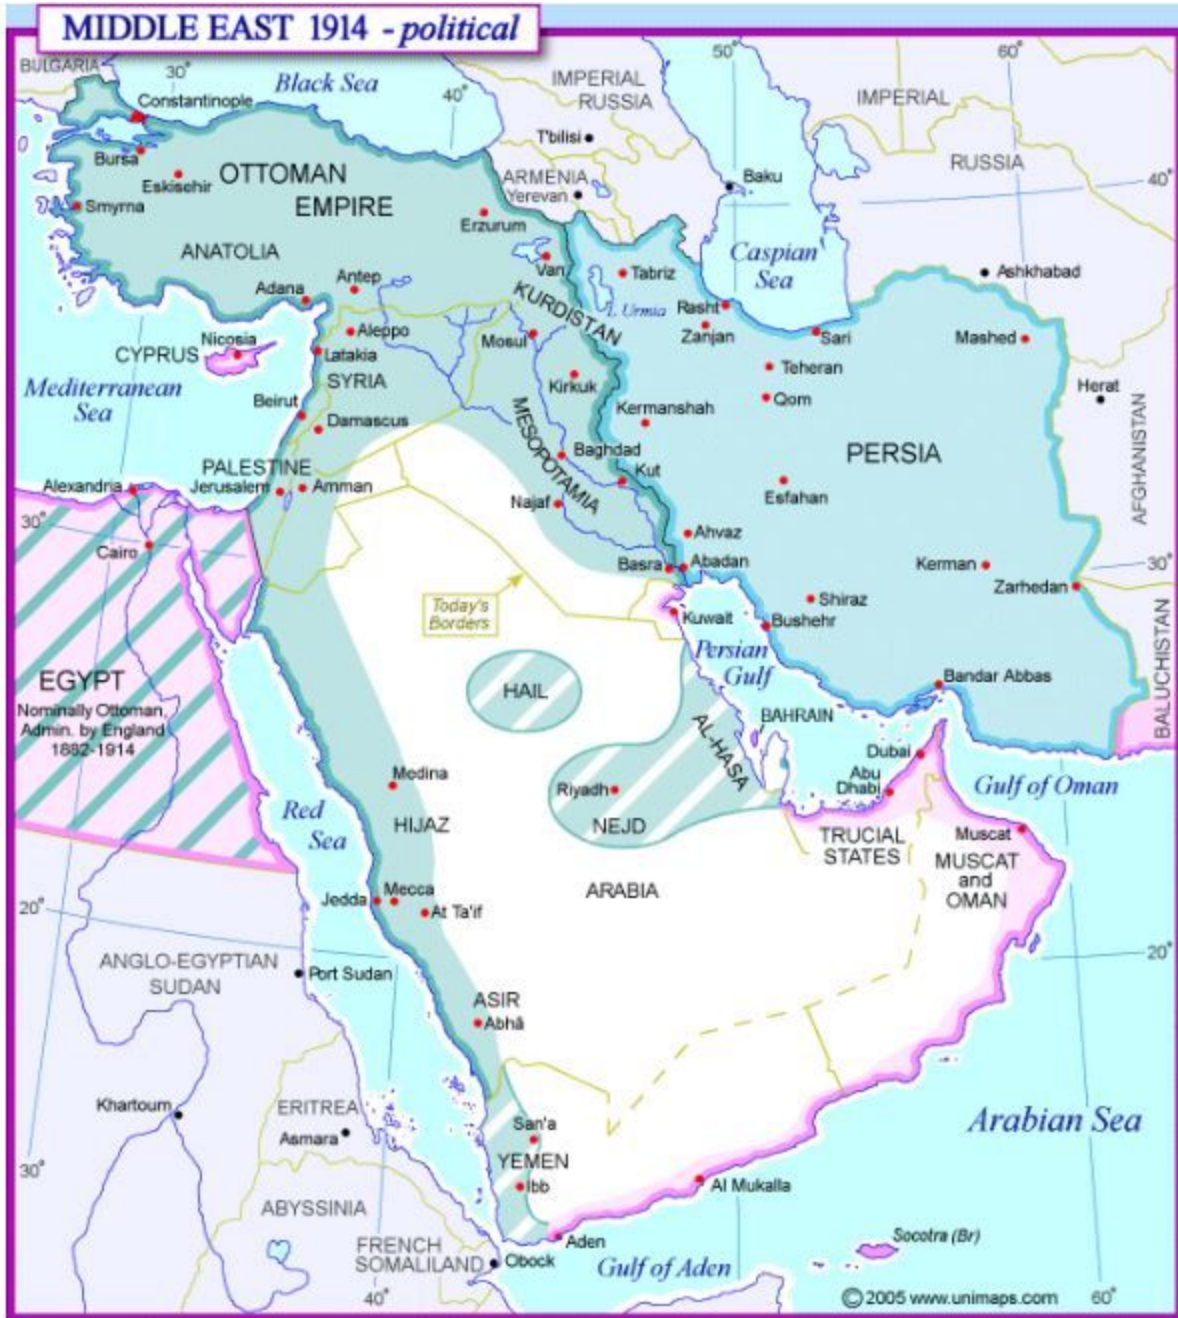 MIDDLE EAST 1914 - political
BULGARIA
30°
Black Sea
40°
50°
60°
IMPERIAL
RUSSIA
IMPERIAL
RUSSIA
Constantinople
T'bilisi
Bursa
Eskisehir
OTTOMAN
EMPIRE
ARMENIA
Yerevan
Baku
40°
Smyrna
Erzurum
ANATOLIA
Van
Tabriz
Caspian
Sea
Ashkhabad
Antep
Adana
KURDISTAN
L. Urmia
Rasht
Zanjan
Sari
Mashed
Nicosia
CYPRUS
Aleppo
Latakia
Mosul
SYRIA
Teheran
Mediterranean
Sea
Kirkuk
Qom
Herat
Beirut
Damascus
MESOPOTAMIA
Kermanshah
Baghdad
PERSIA
AFGHANISTAN
PALESTINE
Kut
Alexandria
Jerusalem
Amman
Najaf
Esfahan
30°
Cairo
Ahvaz
Basra
Abadan
Kerman
30°
Zarhedan
Today's
Borders
Kuwait
Shiraz
Bushehr
Persian
Gulf
BALUCHISTAN
EGYPT
Nominally Ottoman,
Admin. by England
1882-1914
HAIL
Bandar Abbas
AL-HASA
BAHRAIN
Dubai
Abu
Dhabi
Gulf of Oman
Medina
Riyadh
Red
Sea
HIJAZ
NEJD
TRUCIAL
STATES
Muscat
MUSCAT
and
OMAN
ARABIA
Jedda
Mecca
At Ta'if
20°
20°
ANGLO-EGYPTIAN
SUDAN
Port Sudan
ASIR
Abhā
Khartoum
ERITREA
Asmara
San'a
YEMEN
Ibb
Arabian Sea
30°
Al Mukalla
ABYSSINIA
FRENCH
SOMALILAND
Obock
Aden
Gulf of Aden
Socotra (Br)
40°
© 2005 www.unimaps.com
60°